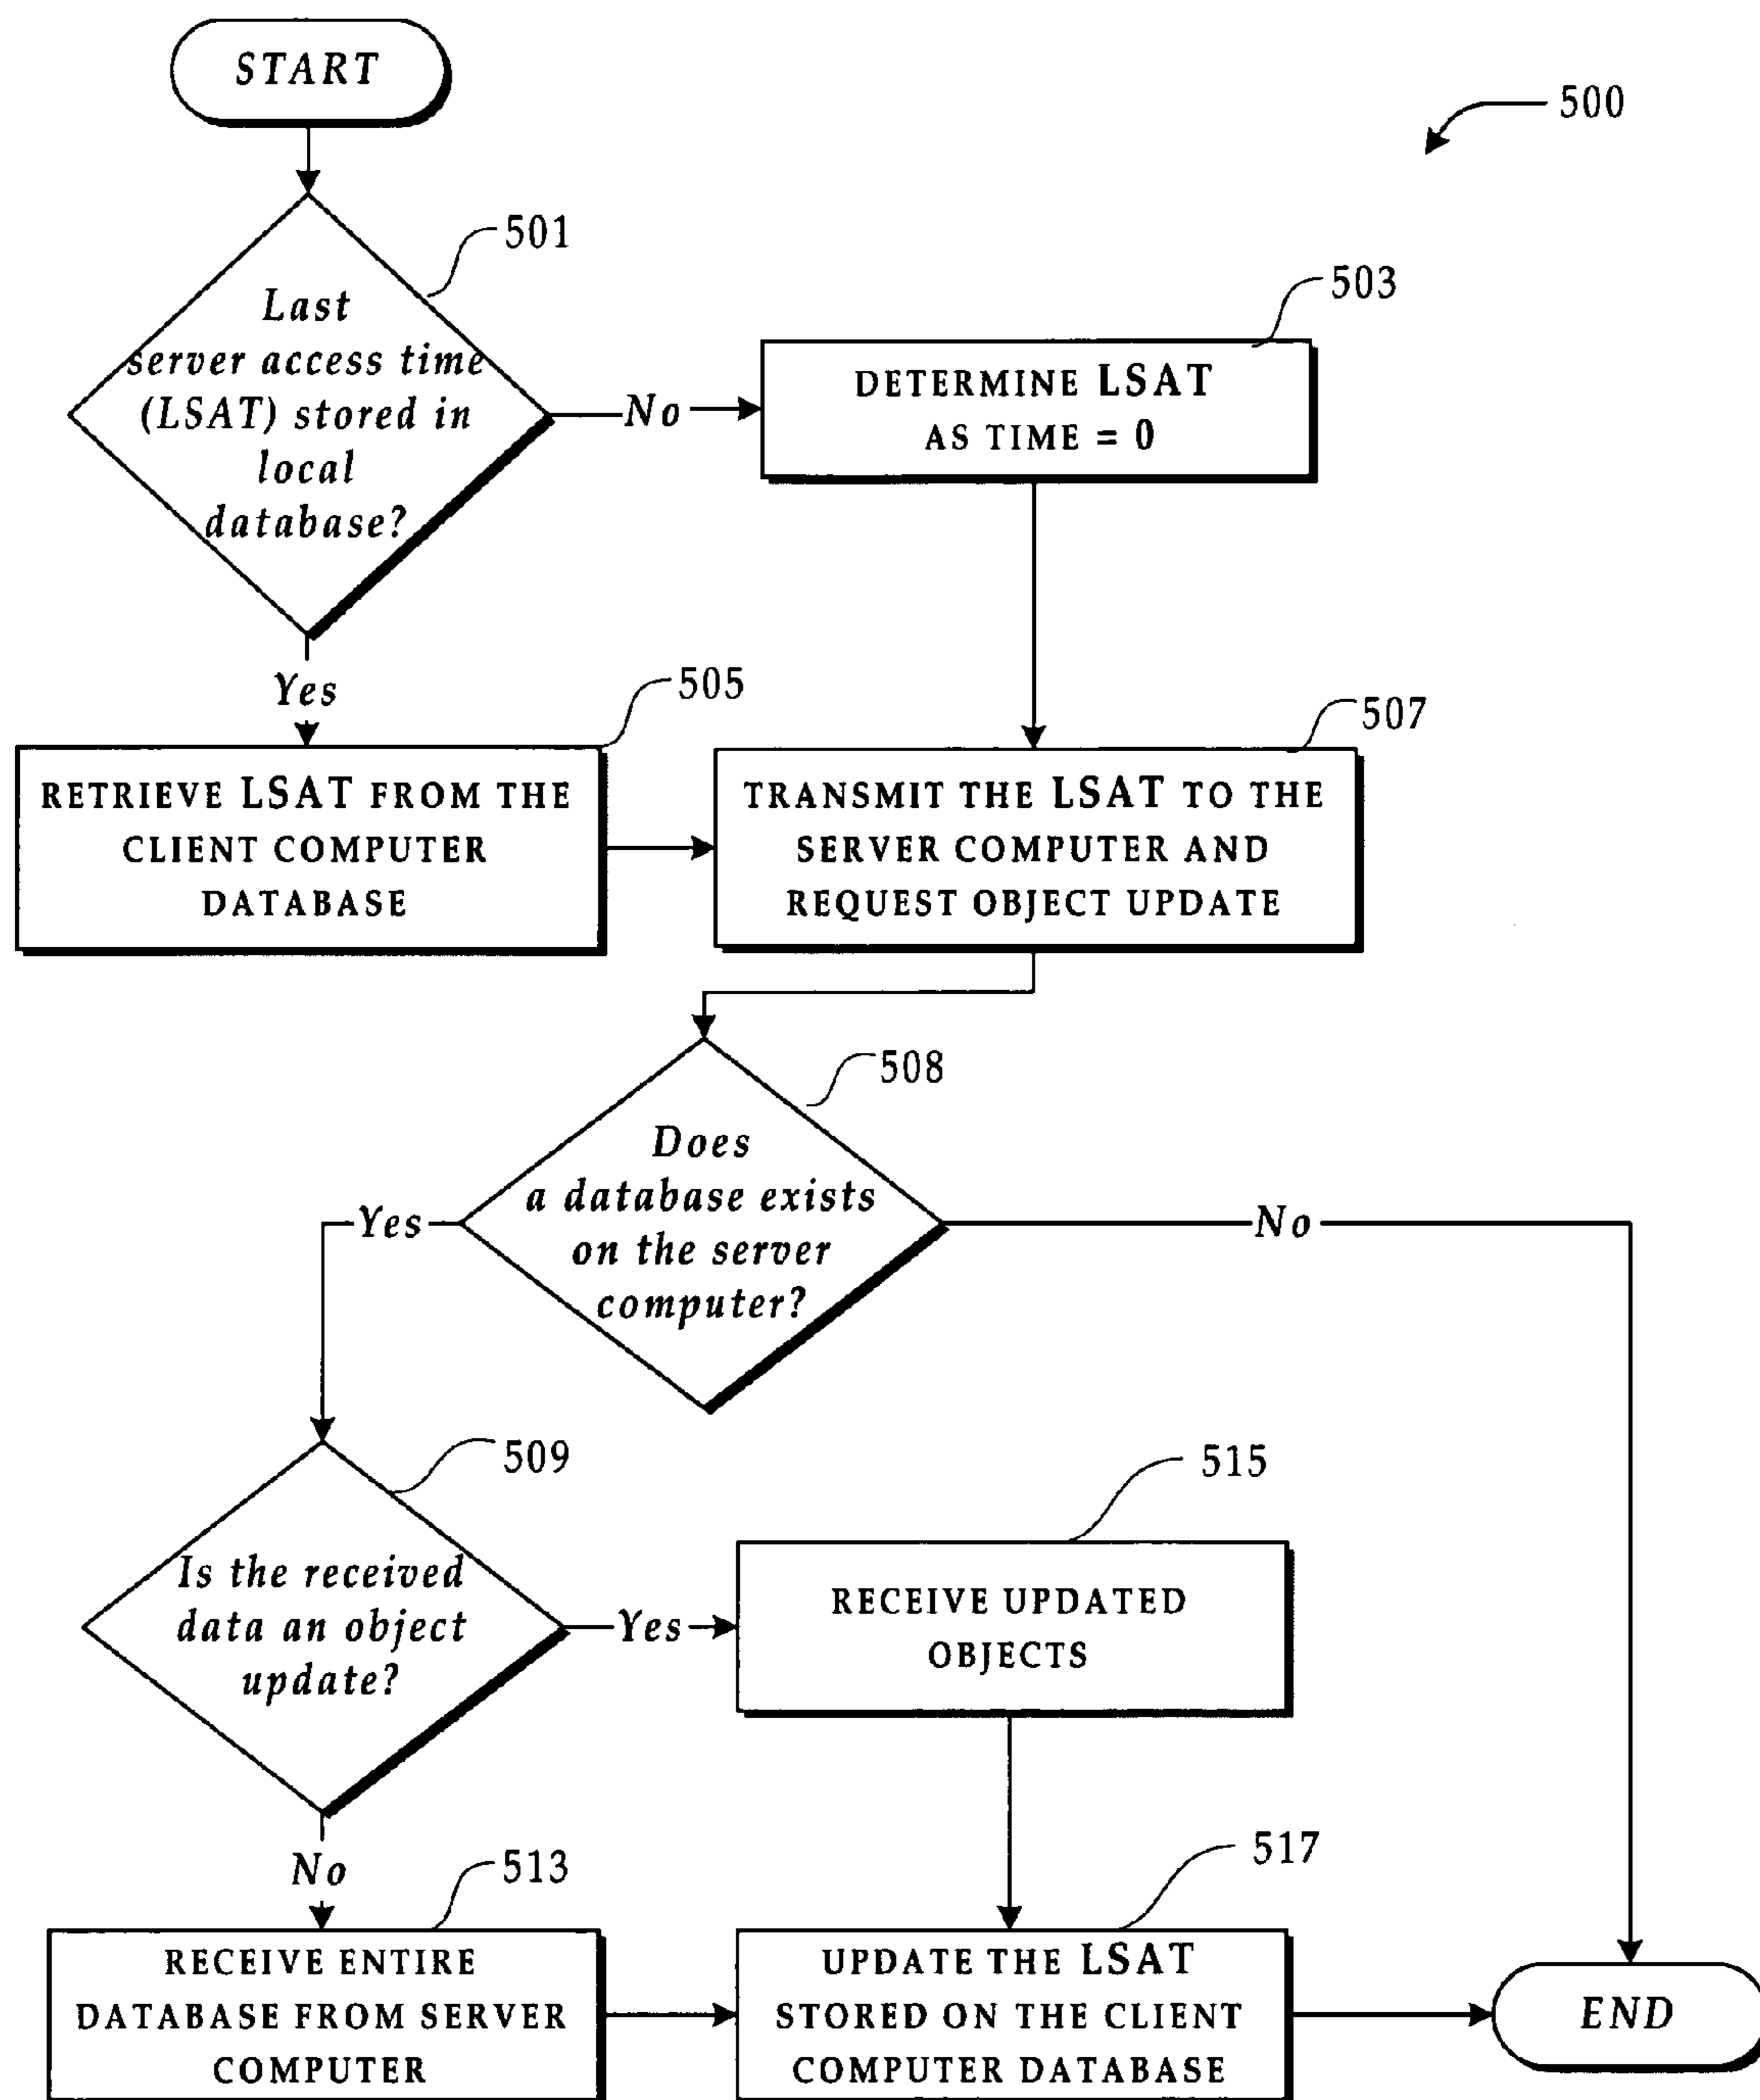 START
500
501
Last
server access time
(LSAT) stored in
local
database?
No
503
DETERMINE LSAT
AS TIME = 0
Yes
505
RETRIEVE LSAT FROM THE
CLIENT COMPUTER
DATABASE
507
TRANSMIT THE LSAT TO THE
SERVER COMPUTER AND
REQUEST OBJECT UPDATE
508
Does
a database exists
on the server
computer?
Yes
No
509
Is the received
data an object
update?
Yes
515
RECEIVE UPDATED
OBJECTS
No
513
RECEIVE ENTIRE
DATABASE FROM SERVER
COMPUTER
517
UPDATE THE LSAT
STORED ON THE CLIENT
COMPUTER DATABASE
END